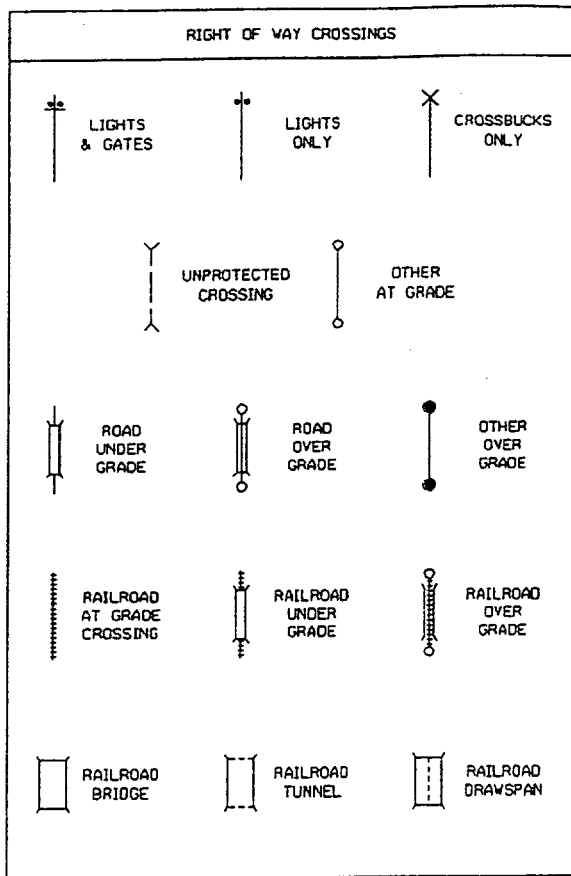 RIGHT OF WAY CROSSINGS
LIGHTS
& GATES
LIGHTS
ONLY
CROSSBUCKS
ONLY
UNPROTECTED
CROSSING
OTHER
AT GRADE
ROAD
UNDER
GRADE
ROAD
OVER
GRADE
OTHER
OVER
GRADE
RAILROAD
AT GRADE
CROSSING
RAILROAD
UNDER
GRADE
RAILROAD
OVER
GRADE
RAILROAD
BRIDGE
RAILROAD
TUNNEL
RAILROAD
DRAWSPAN